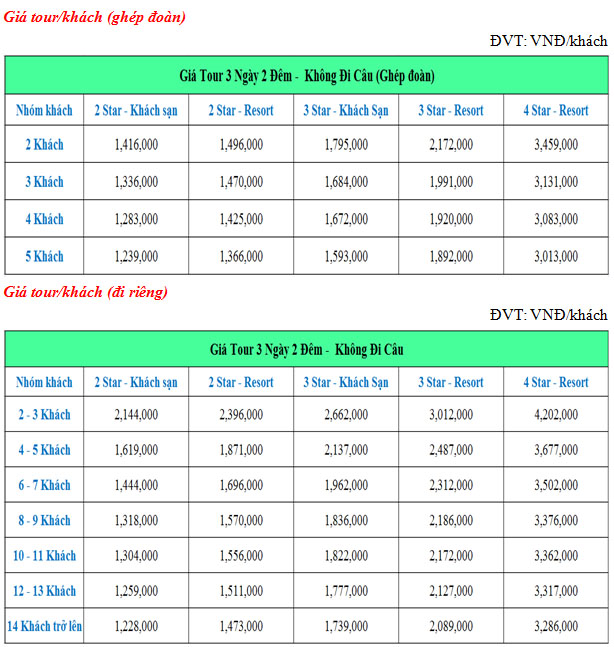 Giá tour/khách (ghép đoàn)
ĐVT: VNĐ/khách
Giá Tour 3 Ngày 2 Đêm - Không Đi Câu (Ghép đoàn)
Nhóm khách 2 Star - Khách sạn 2 Star - Resort 3 Star - Khách Sạn 3 Star - Resort 4 Star - Resort
2 Khách 1,416,000 1,496,000 1,795,000 2,172,000 3,459,000
3 Khách 1,336,000 1,470,000 1,684,000 1,991,000 3,131,000
4 Khách 1,283,000 1,425,000 1,672,000 1,920,000 3,083,000
5 Khách 1,239,000 1,366,000 1,593,000 1,892,000 3,013,000
Giá tour/khách (đi riêng)
ĐVT: VNĐ/khách
Giá Tour 3 Ngày 2 Đêm - Không Đi Câu
Nhóm khách 2 Star - Khách sạn 2 Star - Resort 3 Star - Khách Sạn 3 Star - Resort 4 Star - Resort
2 - 3 Khách 2,144,000 2,396,000 2,662,000 3,012,000 4,202,000
4 - 5 Khách 1,619,000 1,871,000 2,137,000 2,487,000 3,677,000
6 - 7 Khách 1,444,000 1,696,000 1,962,000 2,312,000 3,502,000
8 - 9 Khách 1,318,000 1,570,000 1,836,000 2,186,000 3,376,000
10 - 11 Khách 1,304,000 1,556,000 1,822,000 2,172,000 3,362,000
12 - 13 Khách 1,259,000 1,511,000 1,777,000 2,127,000 3,317,000
14 Khách trở lên 1,228,000 1,473,000 1,739,000 2,089,000 3,286,000